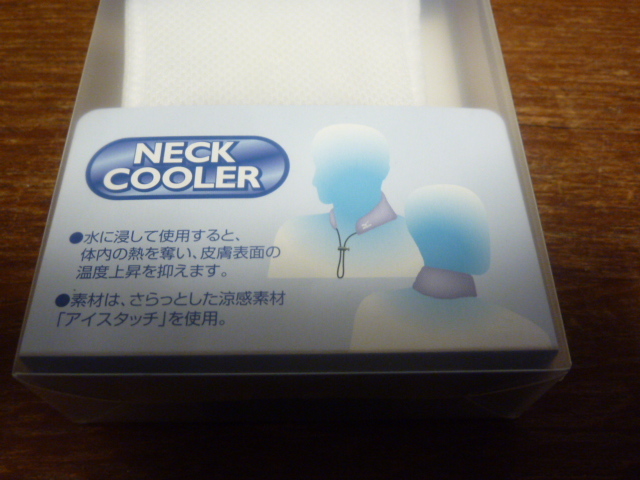 NECK
COOLER
●水に浸して使用すると、
体内の熱を奪い、皮膚表面の
温度上昇を抑えます。
●素材は、さらっとした涼感素材
「アイスタッチ」を使用。